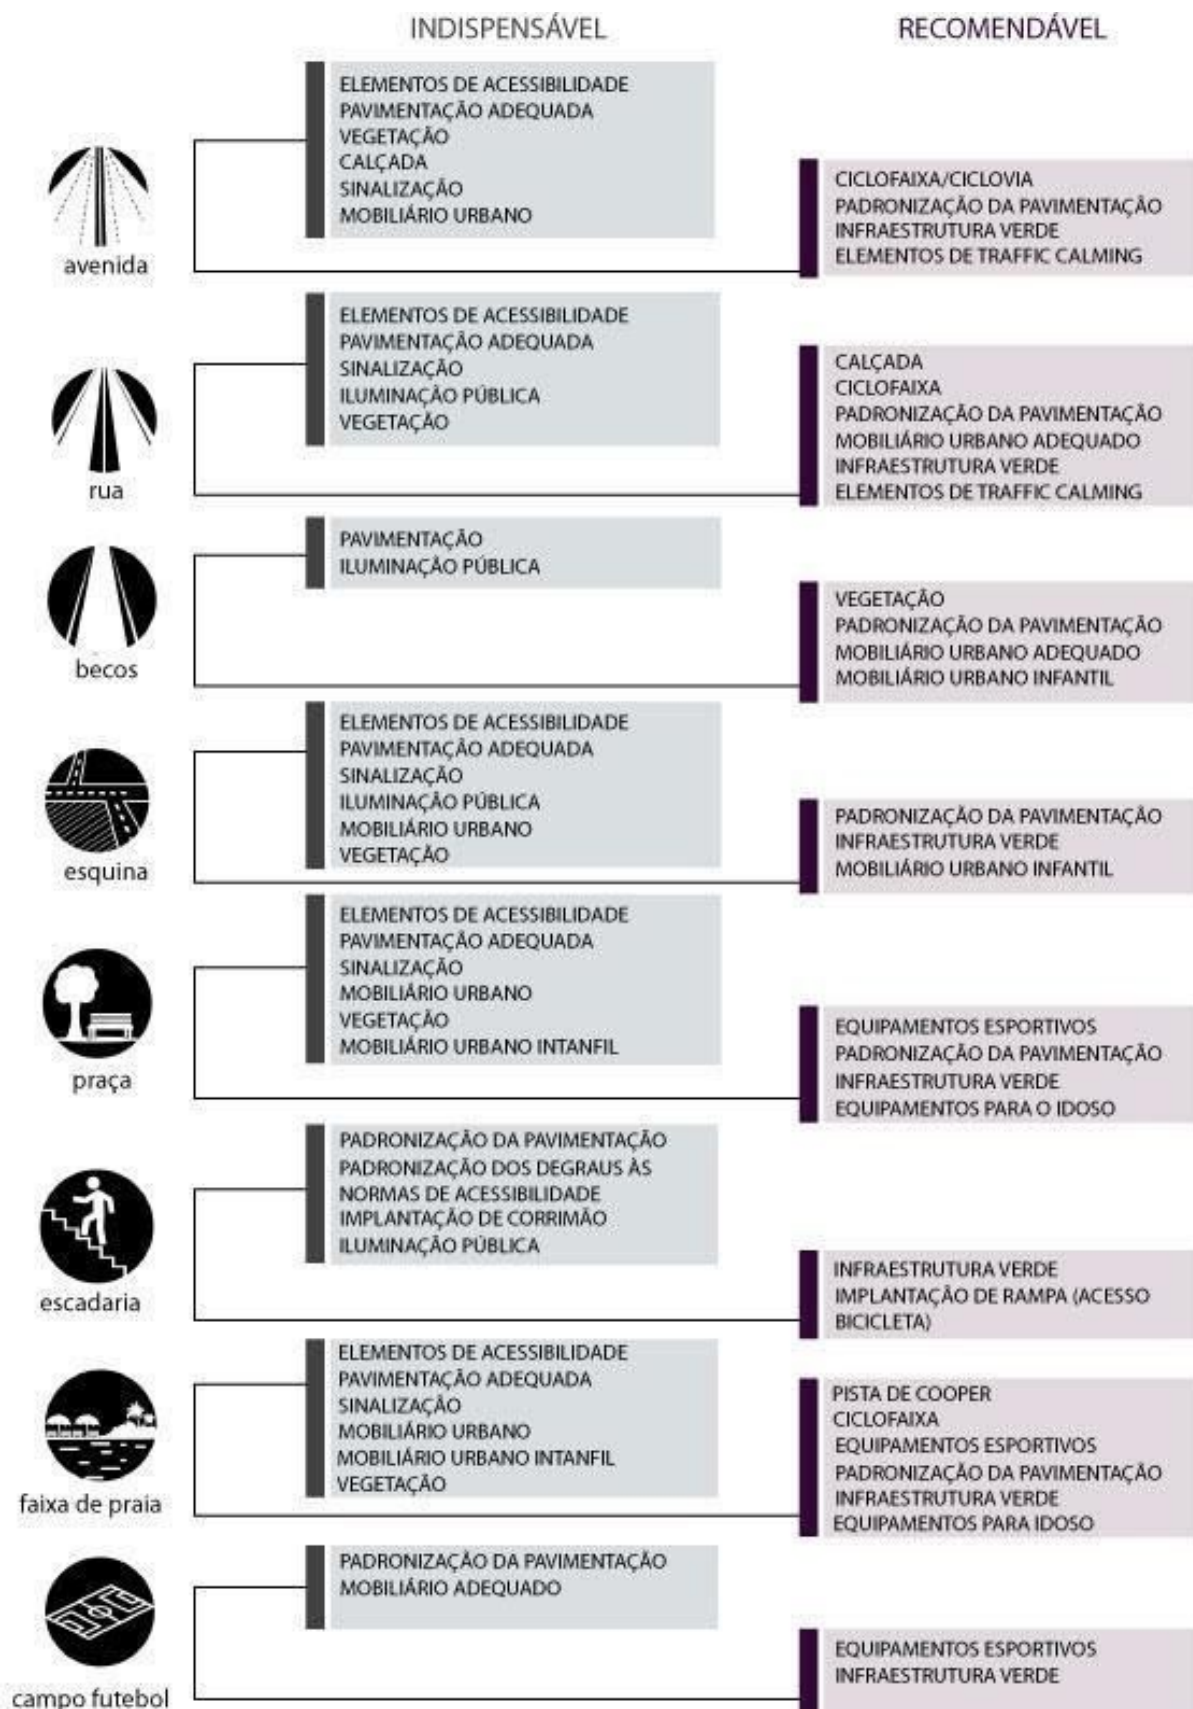 INDISPENSÁVEL
RECOMENDÁVEL
avenida
ELEMENTOS DE ACESSIBILIDADE
PAVIMENTAÇÃO ADEQUADA
VEGETAÇÃO
CALÇADA
SINALIZAÇÃO
MOBILIÁRIO URBANO
CICLOFAIXA/CICLOVIA
PADRONIZAÇÃO DA PAVIMENTAÇÃO
INFRAESTRUTURA VERDE
ELEMENTOS DE TRAFFIC CALMING
rua
ELEMENTOS DE ACESSIBILIDADE
PAVIMENTAÇÃO ADEQUADA
SINALIZAÇÃO
ILUMINAÇÃO PÚBLICA
VEGETAÇÃO
CALÇADA
CICLOFAIXA
PADRONIZAÇÃO DA PAVIMENTAÇÃO
MOBILIÁRIO URBANO ADEQUADO
INFRAESTRUTURA VERDE
ELEMENTOS DE TRAFFIC CALMING
becos
PAVIMENTAÇÃO
ILUMINAÇÃO PÚBLICA
VEGETAÇÃO
PADRONIZAÇÃO DA PAVIMENTAÇÃO
MOBILIÁRIO URBANO ADEQUADO
MOBILIÁRIO URBANO INFANTIL
esquina
ELEMENTOS DE ACESSIBILIDADE
PAVIMENTAÇÃO ADEQUADA
SINALIZAÇÃO
ILUMINAÇÃO PÚBLICA
MOBILIÁRIO URBANO
VEGETAÇÃO
PADRONIZAÇÃO DA PAVIMENTAÇÃO
INFRAESTRUTURA VERDE
MOBILIÁRIO URBANO INFANTIL
praça
ELEMENTOS DE ACESSIBILIDADE
PAVIMENTAÇÃO ADEQUADA
SINALIZAÇÃO
MOBILIÁRIO URBANO
VEGETAÇÃO
MOBILIÁRIO URBANO INTANFIL
EQUIPAMENTOS ESPORTIVOS
PADRONIZAÇÃO DA PAVIMENTAÇÃO
INFRAESTRUTURA VERDE
EQUIPAMENTOS PARA O IDOSO
escadaria
PADRONIZAÇÃO DA PAVIMENTAÇÃO
PADRONIZAÇÃO DOS DEGRAUS ÀS
NORMAS DE ACESSIBILIDADE
IMPLANTAÇÃO DE CORRIMÃO
ILUMINAÇÃO PÚBLICA
INFRAESTRUTURA VERDE
IMPLANTAÇÃO DE RAMPA (ACESSO
BICICLETA)
faixa de praia
ELEMENTOS DE ACESSIBILIDADE
PAVIMENTAÇÃO ADEQUADA
SINALIZAÇÃO
MOBILIÁRIO URBANO
MOBILIÁRIO URBANO INTANFIL
VEGETAÇÃO
PISTA DE COOPER
CICLOFAIXA
EQUIPAMENTOS ESPORTIVOS
PADRONIZAÇÃO DA PAVIMENTAÇÃO
INFRAESTRUTURA VERDE
EQUIPAMENTOS PARA IDOSO
campo futebol
PADRONIZAÇÃO DA PAVIMENTAÇÃO
MOBILIÁRIO ADEQUADO
EQUIPAMENTOS ESPORTIVOS
INFRAESTRUTURA VERDE